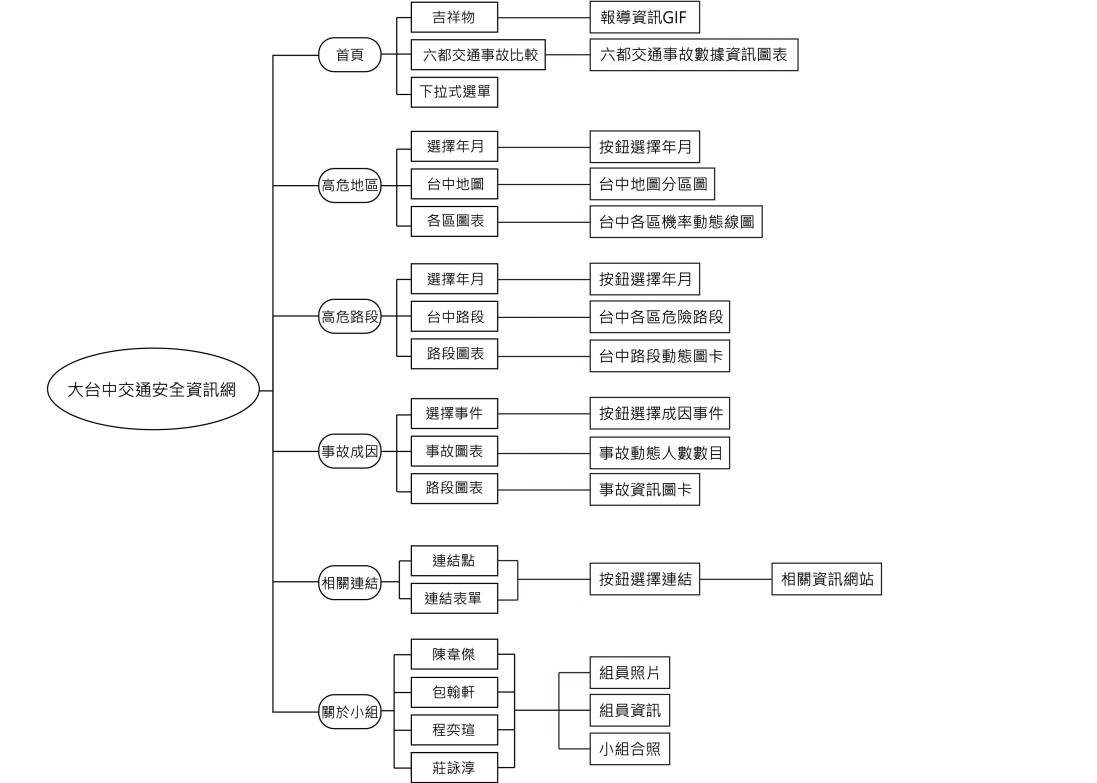 大台中交通安全資訊網
首頁
吉祥物
報導資訊GIF
六都交通事故比較
六都交通事故數據資訊圖表
下拉式選單
高危地區
選擇年月
按鈕選擇年月
台中地圖
台中地圖分區圖
各區圖表
台中各區機率動態線圖
高危路段
選擇年月
按鈕選擇年月
台中路段
台中各區危險路段
路段圖表
台中路段動態圖卡
事故成因
選擇事件
按鈕選擇成因事件
事故圖表
事故動態人數數目
路段圖表
事故資訊圖卡
相關連結
連結點
連結表單
按鈕選擇連結
相關資訊網站
關於小組
陳韋傑
包翰軒
程奕瑄
莊詠淳
組員照片
組員資訊
小組合照